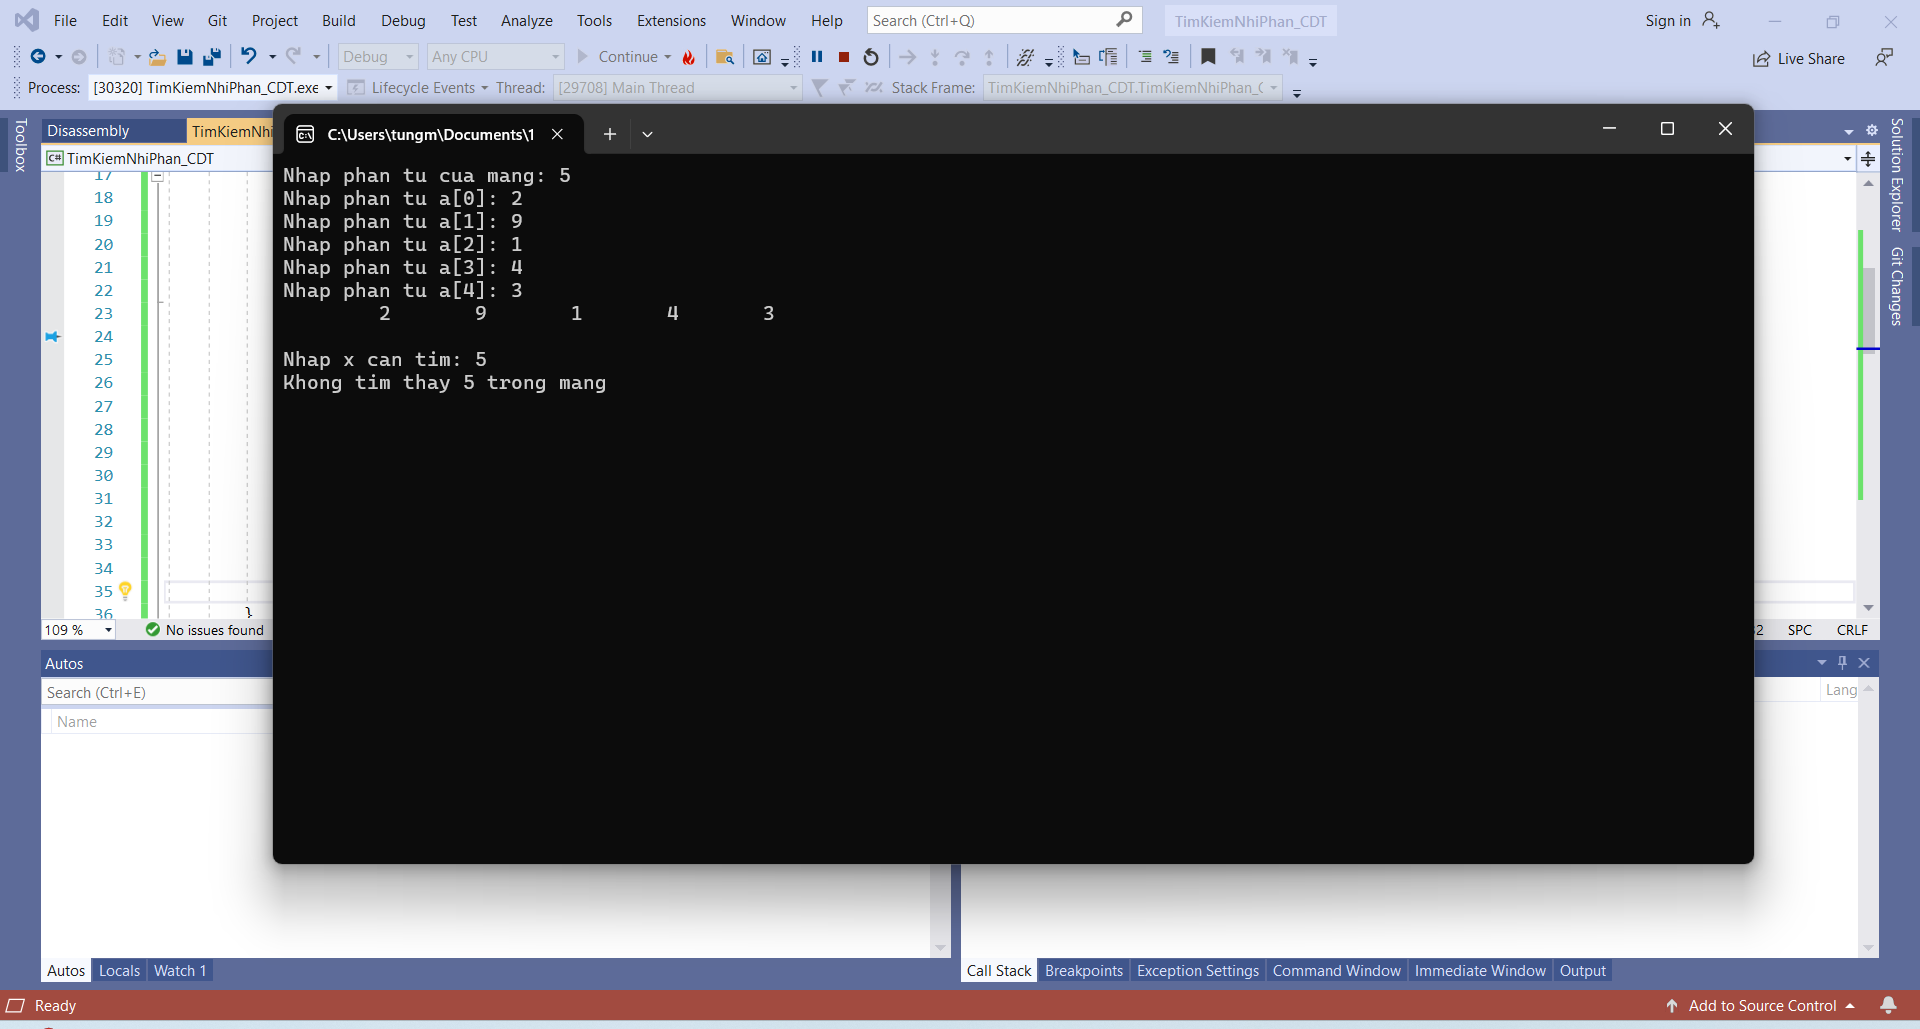 File Edit View Git Project Build Debug Test Analyze Tools Extensions Window Help Search (Ctrl+Q) TimKiemNhiPhan_CDT Sign in
Debug Any CPU Continue Live Share
Process: [30320] TimKiemNhiPhan_CDT.exe Lifecycle Events Thread: [29708] Main Thread Stack Frame: TimKiemNhiPhan_CDT.TimKiemNhiPhan_(
Toolbox
Disassembly TimKiemNhi
C# TimKiemNhiPhan_CDT
17
18
19
20
21
22
23
24
25
26
27
28
29
30
31
32
33
34
35
36 }
109 % No issues found
C:\Users\tungm\Documents\1
Nhap phan tu cua mang: 5
Nhap phan tu a[0]: 2
Nhap phan tu a[1]: 9
Nhap phan tu a[2]: 1
Nhap phan tu a[3]: 4
Nhap phan tu a[4]: 3
2 9 1 4 3
Nhap x can tim: 5
Khong tim thay 5 trong mang
Solution Explorer
Git Changes
SPC CRLF
Autos
Search (Ctrl+E)
Name
Lang
Autos Locals Watch 1
Call Stack Breakpoints Exception Settings Command Window Immediate Window Output
Ready Add to Source Control